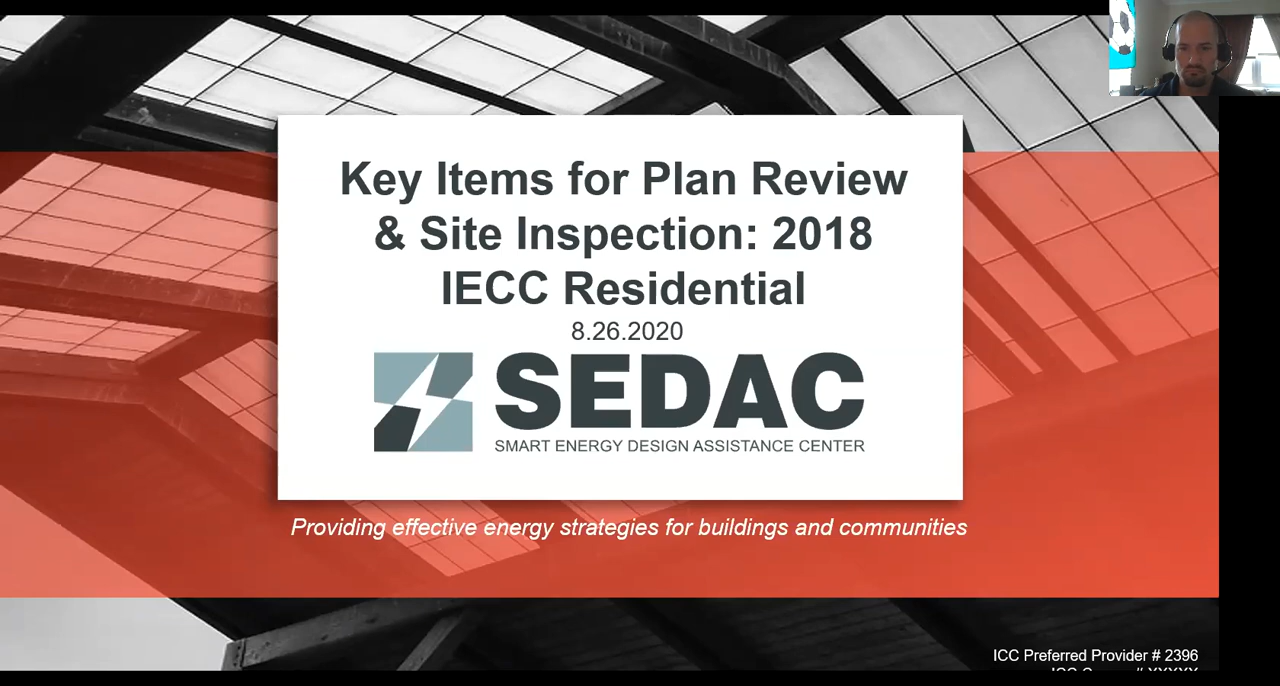 Key Items for Plan Review
& Site Inspection: 2018
IECC Residential
8.26.2020
SEDAC
SMART ENERGY DESIGN ASSISTANCE CENTER
Providing effective energy strategies for buildings and communities
ICC Preferred Provider # 2396